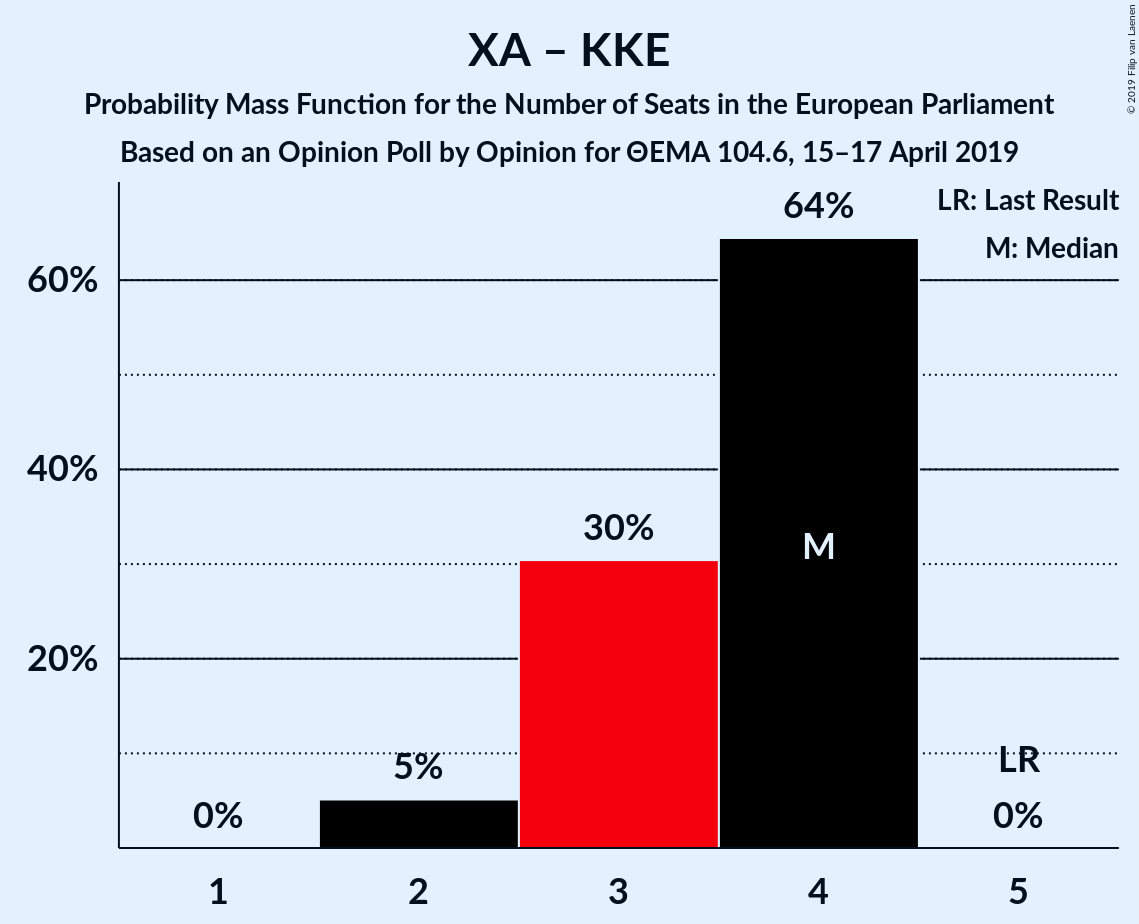 XA – KKE
Probability Mass Function for the Number of Seats in the European Parliament
Based on an Opinion Poll by Opinion for ΘEMA 104.6, 15–17 April 2019
© 2019 Filip van Laenen
LR: Last Result
M: Median
60%
40%
20%
0%
5%
30%
64%
M
LR
0%
1
2
3
4
5